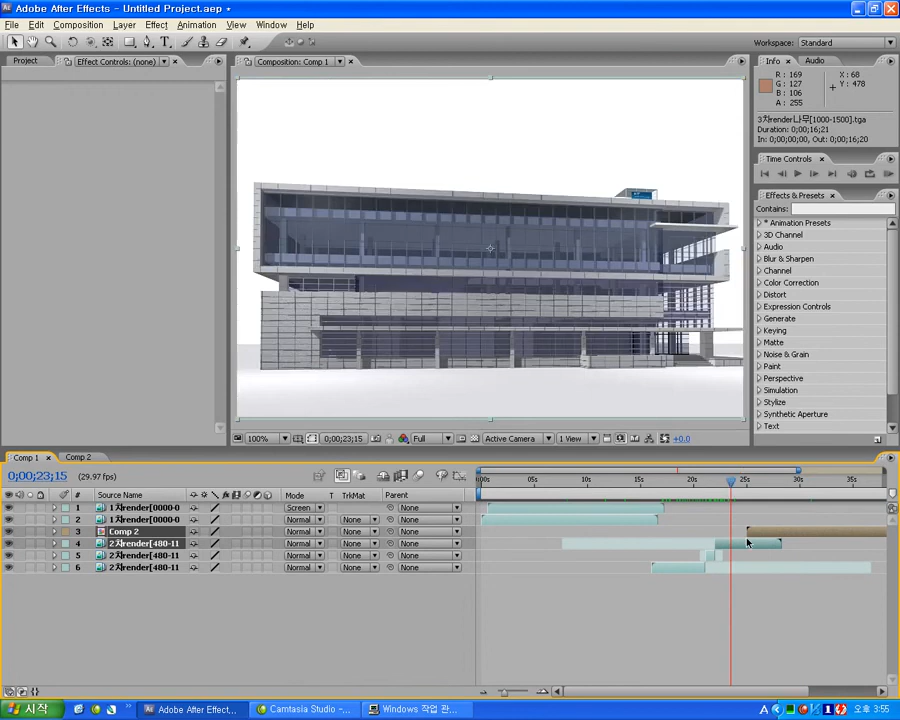 Adobe After Effects - Untitled Project.aep *
File Edit Composition Layer Effect Animation View Window Help
Workspace: Standard
Project Effect Controls: (none)
Composition: Comp 1
Info Audio
R : 169
G : 127
B : 106
A : 255
X : 68
Y : 478
3차render나무[1000-1500].tga
Duration: 0;00;16;21
In: 0;00;00;00, Out: 0;00;16;20
Time Controls
Effects & Presets
Contains:
* Animation Presets
3D Channel
Audio
Blur & Sharpen
Channel
Color Correction
Distort
Expression Controls
Generate
Keying
Matte
Noise & Grain
Paint
Perspective
Simulation
Stylize
Synthetic Aperture
Text
100% 0;00;23;15 Full Active Camera 1 View +0.0
Comp 1 Comp 2
0;00;23;15 (29.97 fps)
:00s 05s 10s 15s 20s 25s 30s 35s
# Source Name Mode T TrkMat Parent
1 1차render[0000-0 Screen None
2 1차render[0000-0 Normal None None
3 Comp 2 Normal None None
4 2차render[480-11 Normal None None
5 2차render[480-11 Normal None None
6 2차render[480-11 Normal None None
시작 Adobe After Effects... Camtasia Studio -... Windows 작업 관... A 오후 3:55